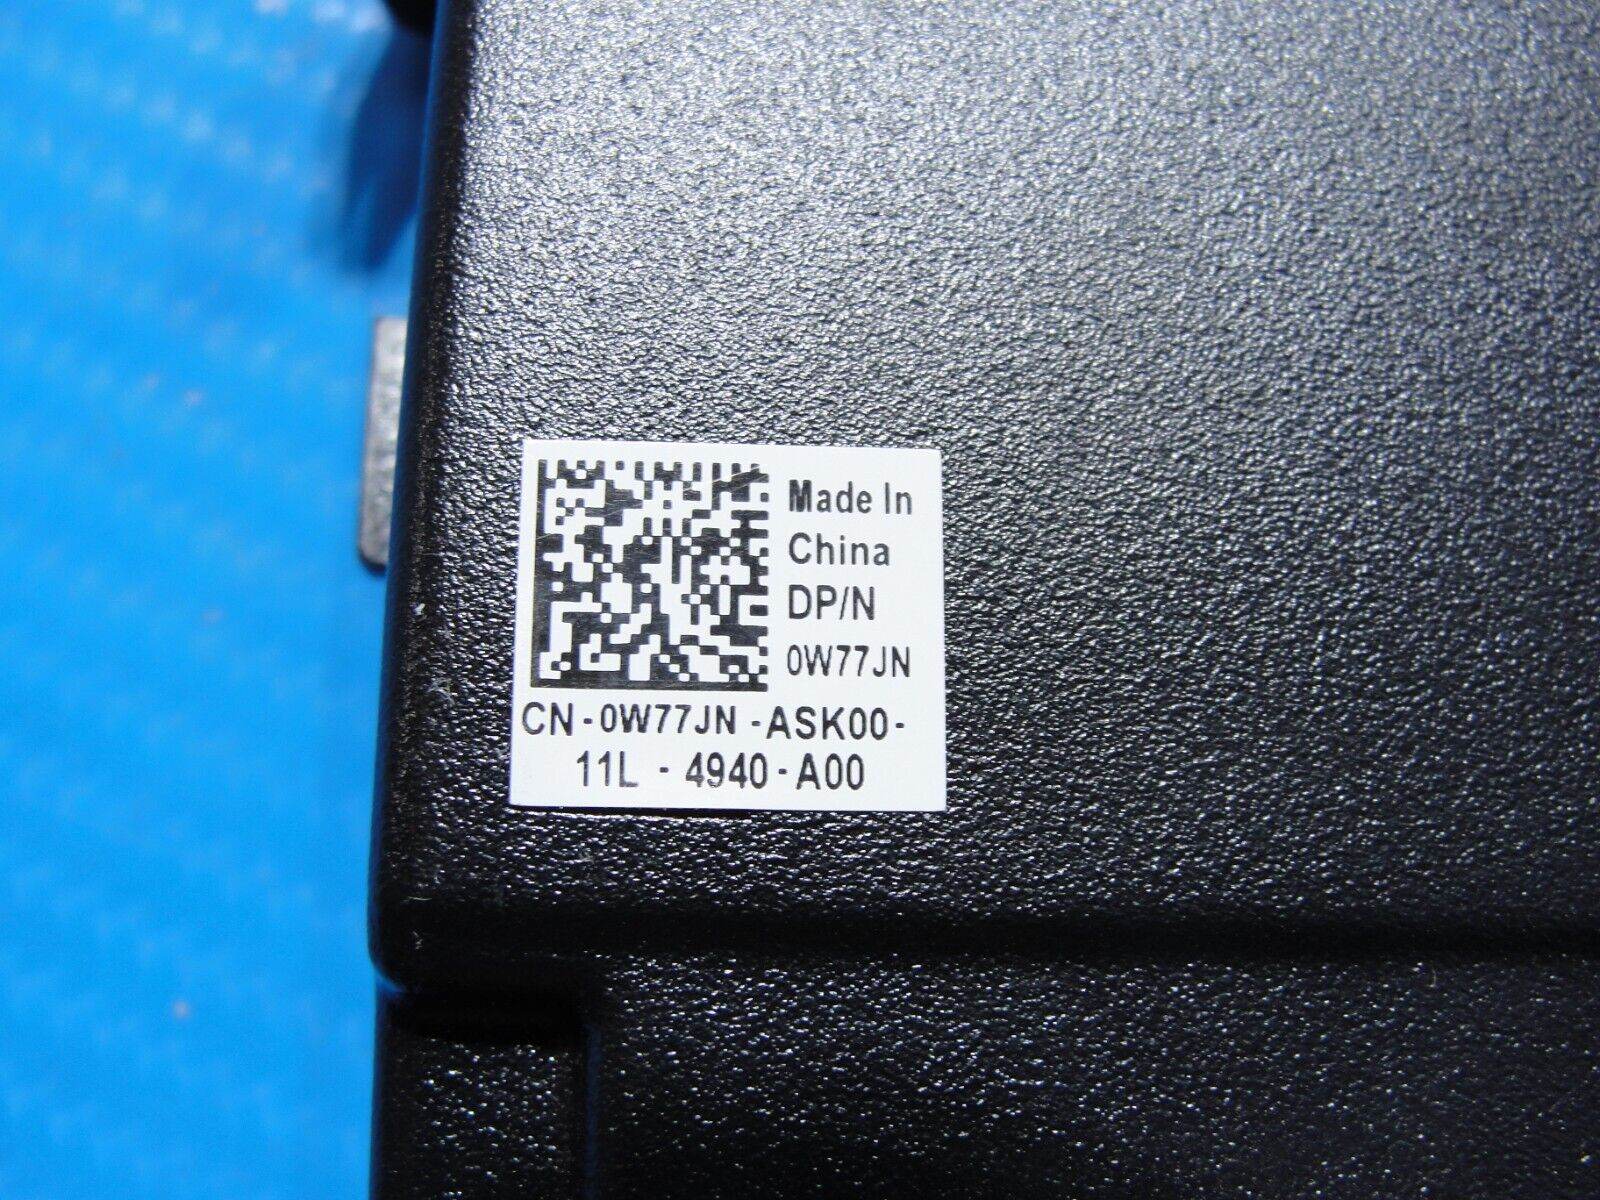 Made In
China
DP/N
0W77JN
CN-0W77JN-ASK00-
11L-4940-A00